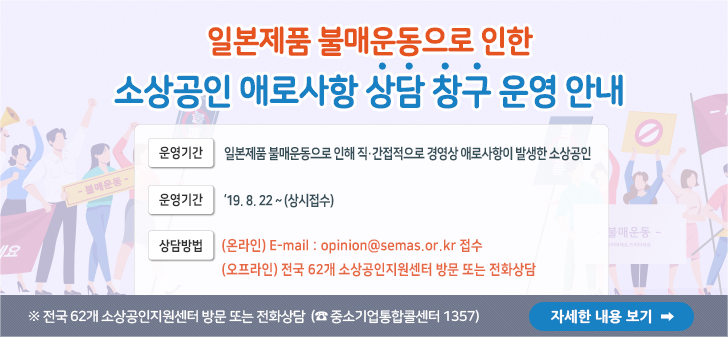 일본제품 불매운동으로 인한
소상공인 애로사항 상담 창구 운영 안내
운영기간 일본제품 불매운동으로 인해 직·간접적으로 경영상 애로사항이 발생한 소상공인
운영기간 '19. 8. 22 ~ (상시접수)
상담방법 (온라인) E-mail : opinion@semas.or.kr 접수
(오프라인) 전국 62개 소상공인지원센터 방문 또는 전화상담
- 불매운동 -
불매운동 -
※ 전국 62개 소상공인지원센터 방문 또는 전화상담 (☎ 중소기업통합콜센터 1357)
자세한 내용 보기 ➡